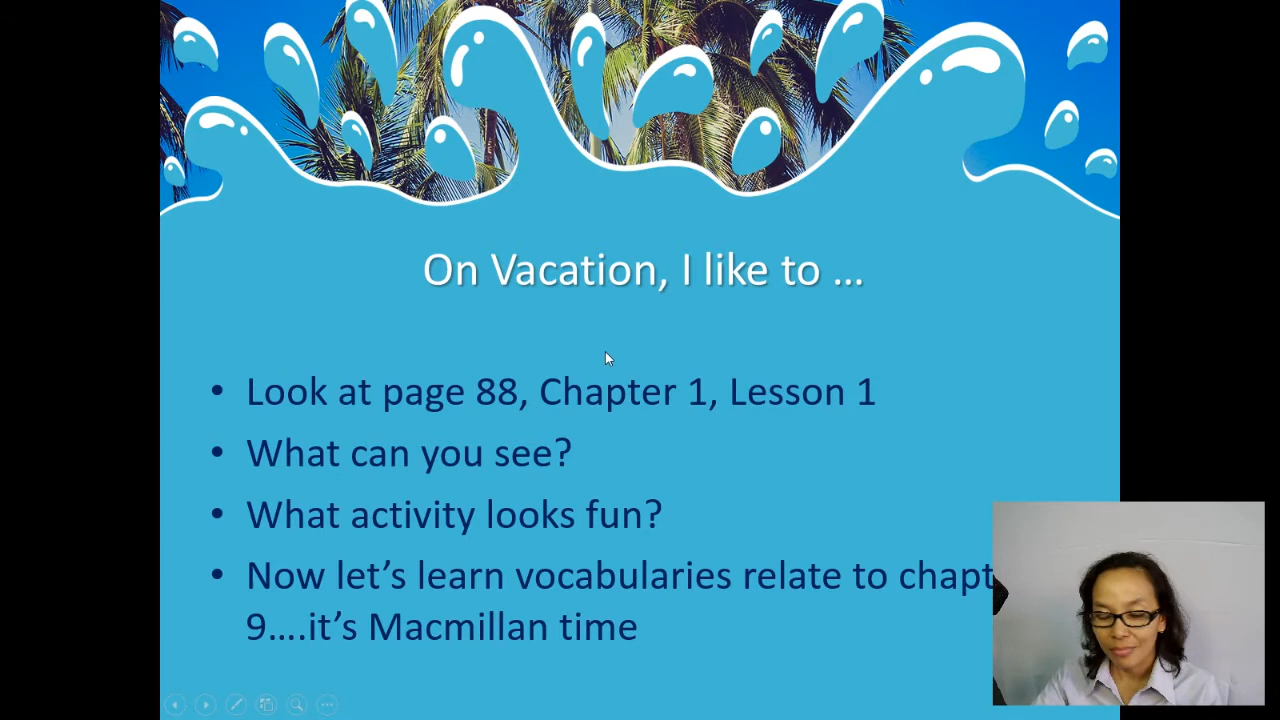 On Vacation, I like to ...
• Look at page 88, Chapter 1, Lesson 1
• What can you see?
• What activity looks fun?
• Now let's learn vocabularies relate to
9....it's Macmillan time